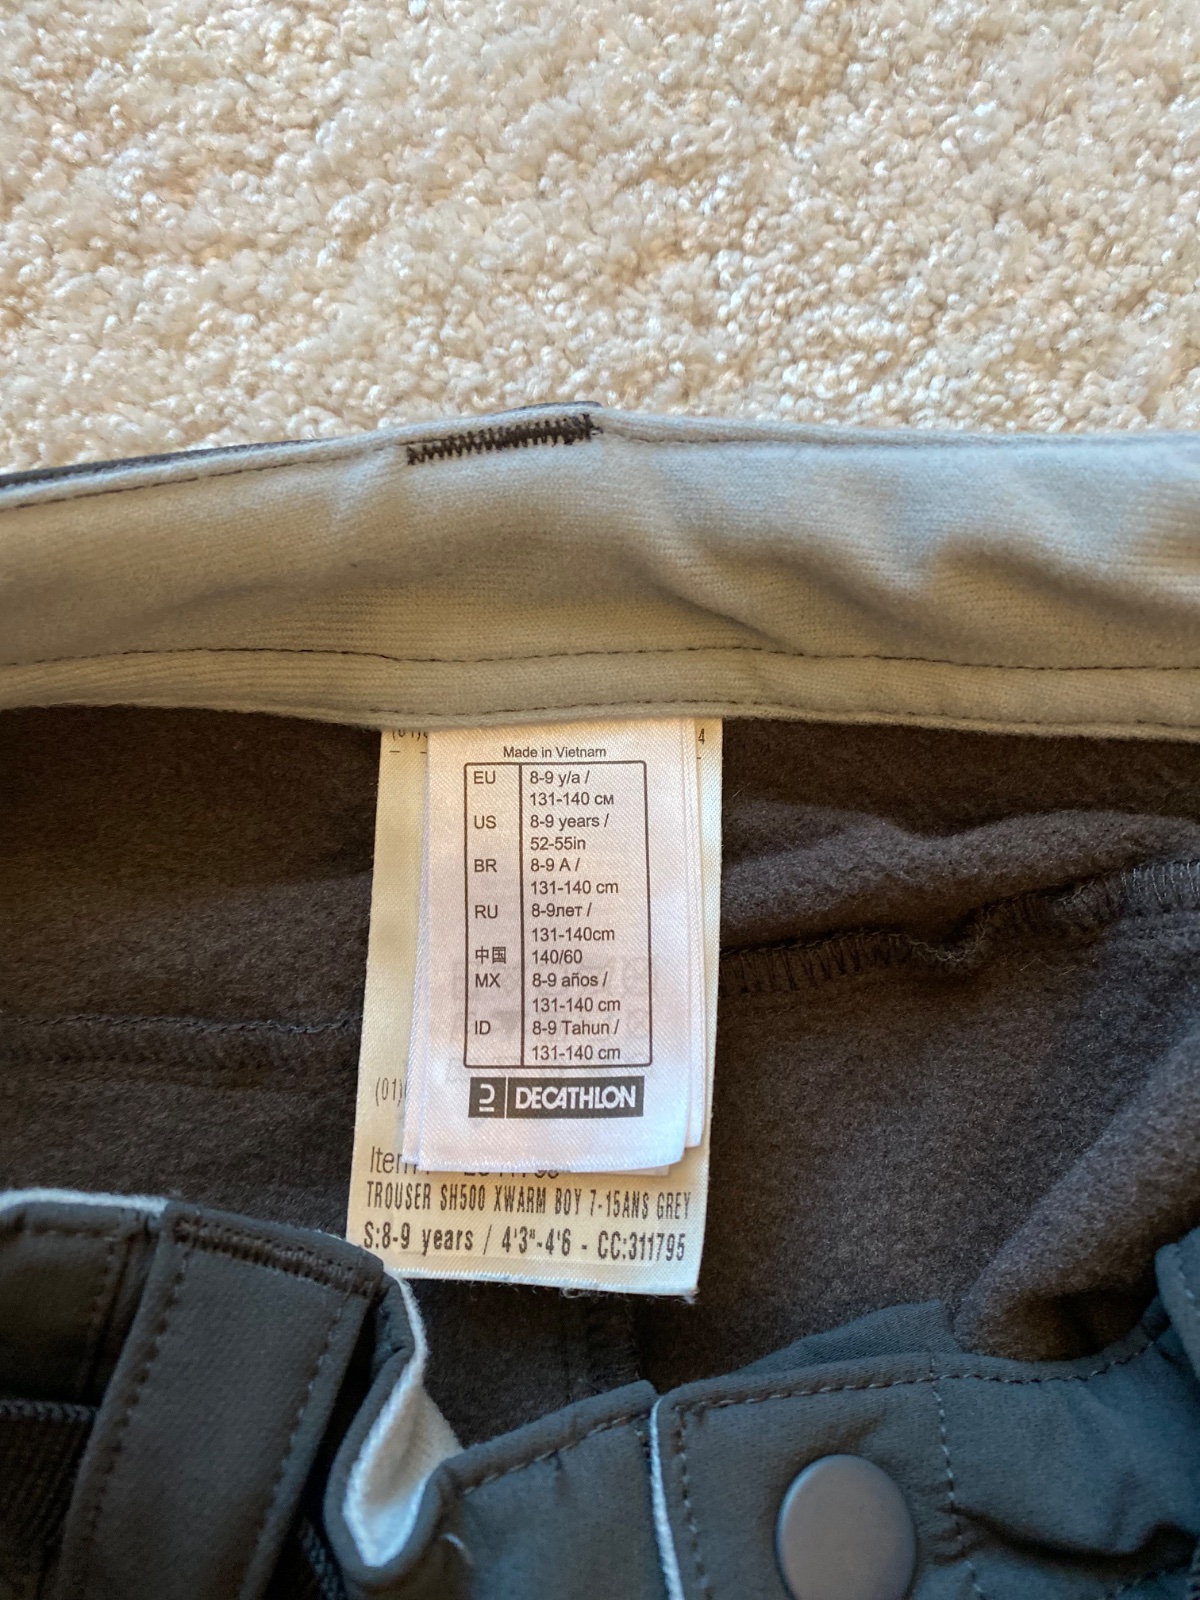 Made in Vietnam
EU 8-9 y/a /
131-140 см
US 8-9 years /
52-55in
BR 8-9 A /
131-140 cm
RU 8-9лет /
131-140cm
中国 140/60
MX 8-9 años /
131-140 cm
ID 8-9 Tahun /
131-140 cm
DECATHLON
(01)
TROUSER SH500 XWARM BOY 7-15ANS GREY
S:8-9 years / 4'3"-4'6 - CC:311795